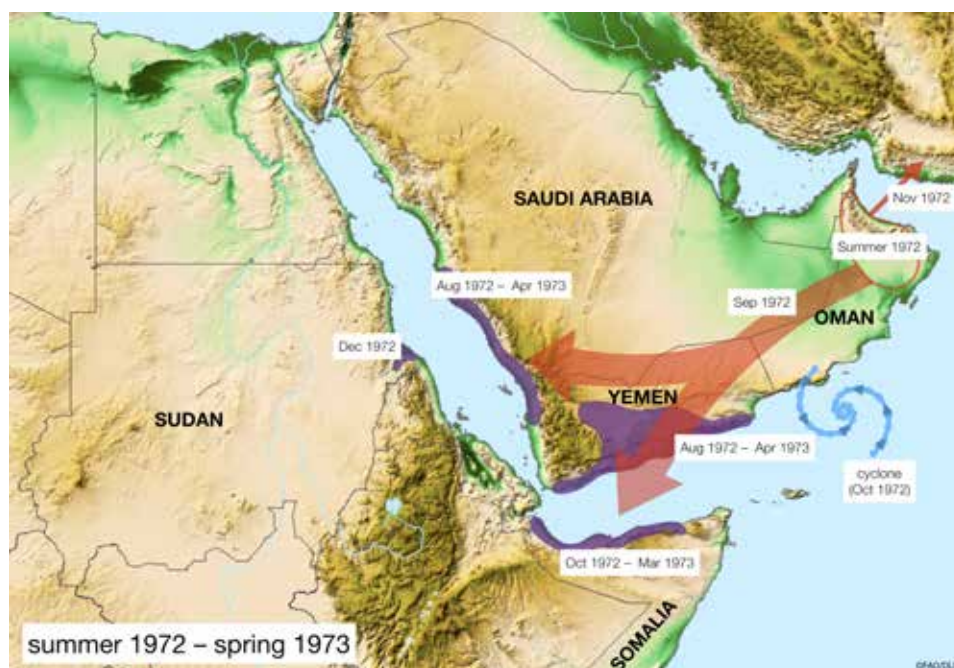 SAUDI ARABIA
Nov 1972
Summer 1972
Aug 1972 – Apr 1973
Sep 1972
OMAN
Dec 1972
YEMEN
SUDAN
Aug 1972 – Apr 1973
cyclone
(Oct 1972)
Oct 1972 – Mar 1973
SOMALIA
summer 1972 – spring 1973